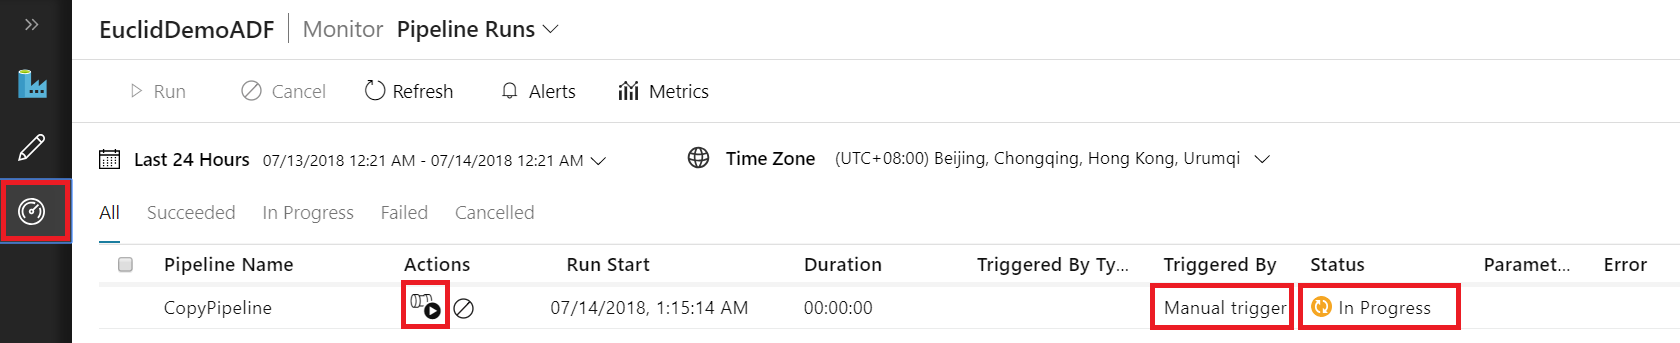 EuclidDemoADF Monitor Pipeline Runs
Run Cancel Refresh Alerts Metrics
Last 24 Hours 07/13/2018 12:21 AM - 07/14/2018 12:21 AM Time Zone (UTC+08:00) Beijing, Chongqing, Hong Kong, Urumqi
All Succeeded In Progress Failed Cancelled
Pipeline Name Actions Run Start Duration Triggered By Ty... Triggered By Status Paramet... Error
CopyPipeline 07/14/2018, 1:15:14 AM 00:00:00 Manual trigger In Progress